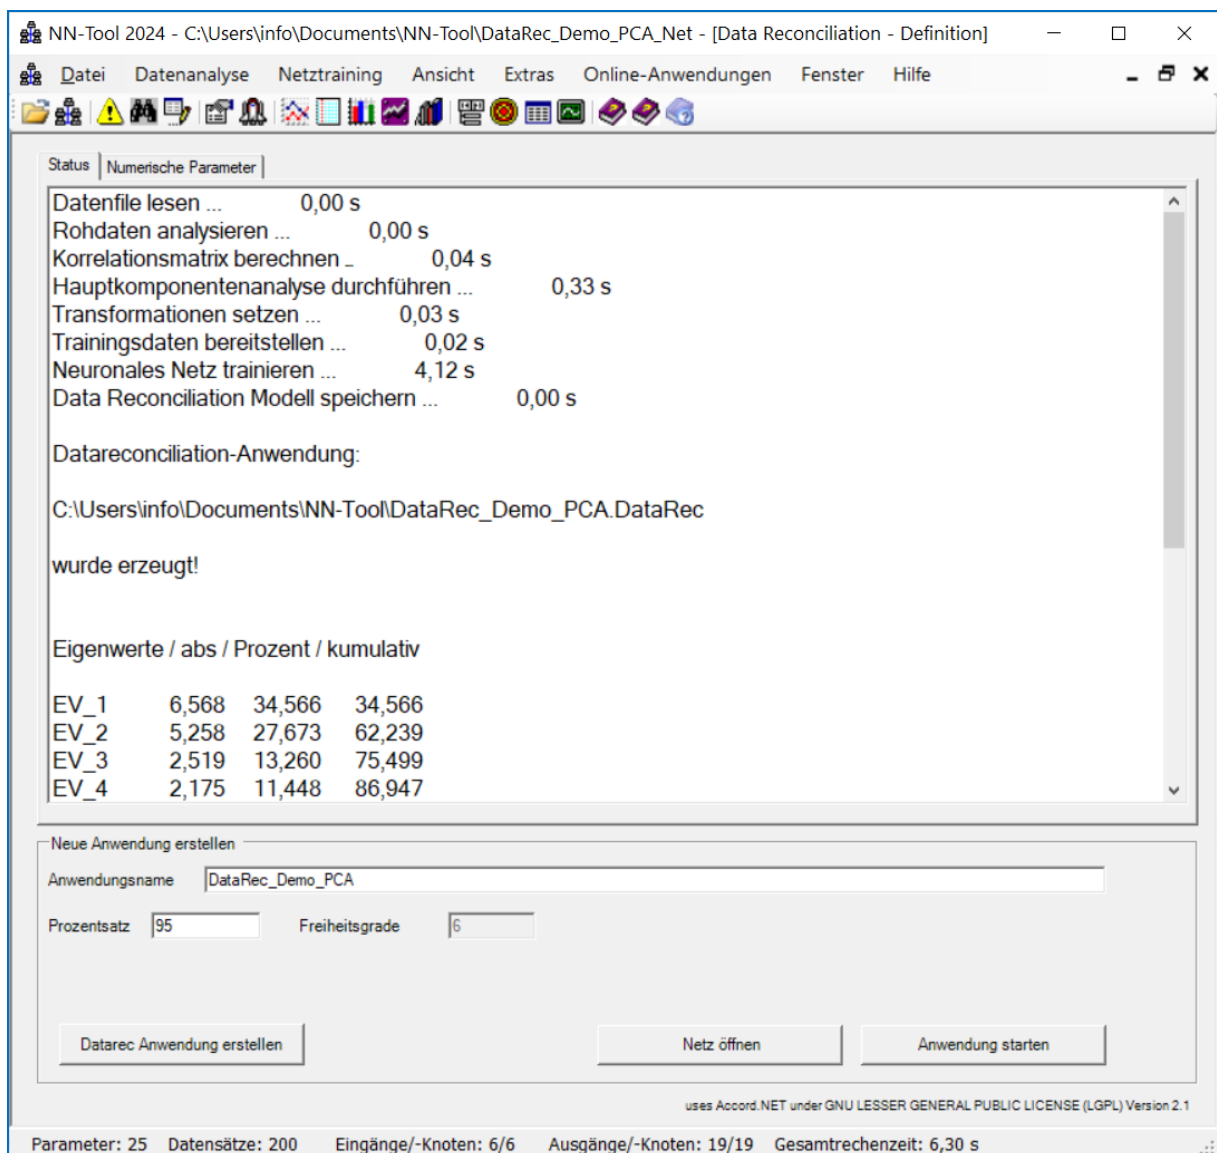 NN-Tool 2024 - C:\Users\info\Documents\NN-Tool\DataRec_Demo_PCA_Net - [Data Reconciliation - Definition]
Datei Datenanalyse Netztraining Ansicht Extras Online-Anwendungen Fenster Hilfe
Status Numerische Parameter
Datenfile lesen ... 0,00 s
Rohdaten analysieren ... 0,00 s
Korrelationsmatrix berechnen .. 0,04 s
Hauptkomponentenanalyse durchführen ... 0,33 s
Transformationen setzen ... 0,03 s
Trainingsdaten bereitstellen ... 0,02 s
Neuronales Netz trainieren ... 4,12 s
Data Reconciliation Modell speichern ... 0,00 s
Datareconciliation-Anwendung:
C:\Users\info\Documents\NN-Tool\DataRec_Demo_PCA.DataRec
wurde erzeugt!
Eigenwerte / abs / Prozent / kumulativ
EV_1 6,568 34,566 34,566
EV_2 5,258 27,673 62,239
EV_3 2,519 13,260 75,499
EV_4 2,175 11,448 86,947
Neue Anwendung erstellen
Anwendungsname DataRec_Demo_PCA
Prozentsatz 95 Freiheitsgrade 6
Datarec Anwendung erstellen Netz öffnen Anwendung starten
uses Accord.NET under GNU LESSER GENERAL PUBLIC LICENSE (LGPL) Version 2.1
Parameter: 25 Datensätze: 200 Eingänge/-Knoten: 6/6 Ausgänge/-Knoten: 19/19 Gesamtrechenzeit: 6,30 s